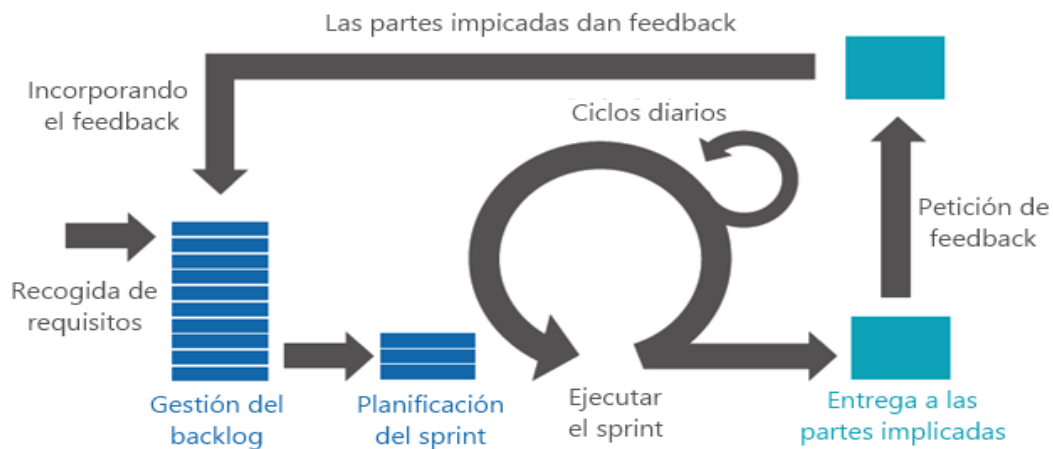 Las partes impicadas dan feedback
Incorporando
el feedback
Ciclos diarios
Petición de
feedback
Recogida de
requisitos
Gestión del
backlog
Planificación
del sprint
Ejecutar
el sprint
Entrega a las
partes implicadas